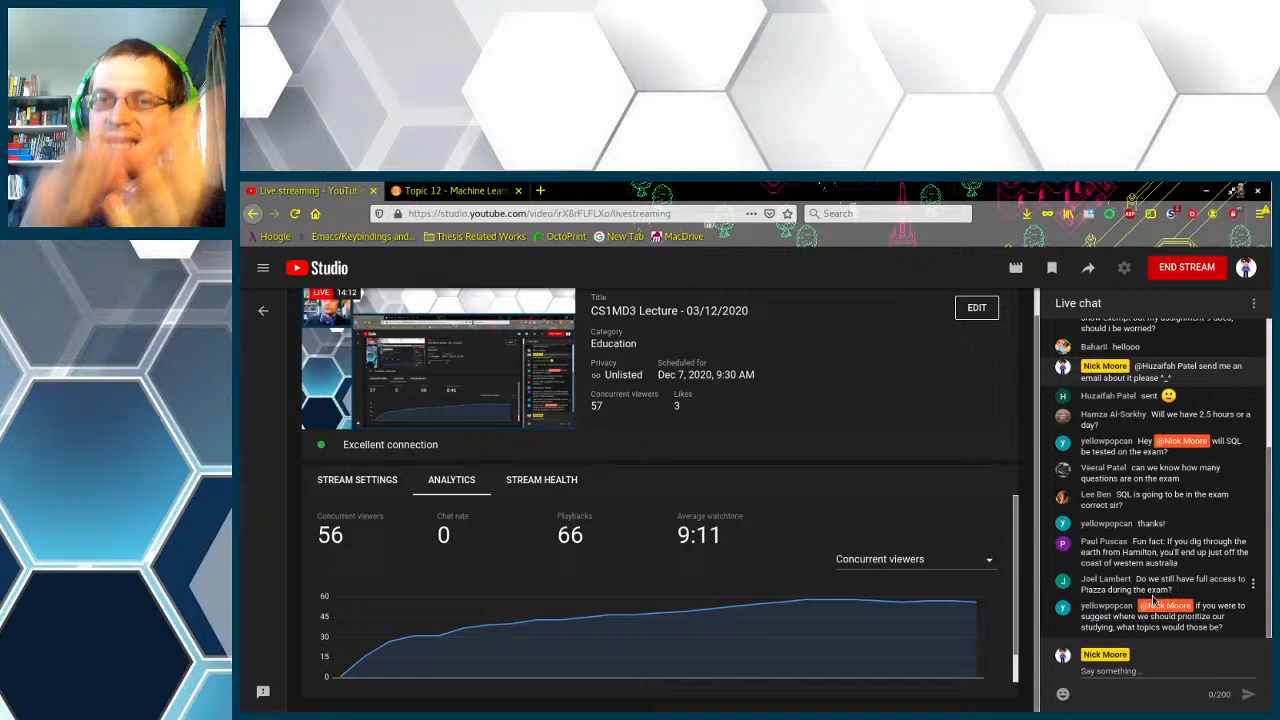 Live streaming - YouTube
Topic 12 - Machine Learn
https://studio.youtube.com/video/irX8rFLFLXo/livestreaming
Search
Hoogle
Emacs/Keybindings and...
Thesis Related Works
OctoPrint
New Tab
MacDrive
Studio
END STREAM
LIVE 14:12
Title
CS1MD3 Lecture - 03/12/2020
EDIT
Category
Education
Privacy
Scheduled for
Unlisted
Dec 7, 2020, 9:30 AM
Concurrent viewers
Likes
57
3
Excellent connection
STREAM SETTINGS
ANALYTICS
STREAM HEALTH
Concurrent viewers
Chat rate
Playbacks
Average watchtime
56
0
66
9:11
Concurrent viewers
60
45
30
15
0
Live chat
show exempt but my assignment 9 does,
should i be worried?
BaharII hellooo
Nick Moore @Huzaifah Patel send me an
email about it please ^_^
Huzaifah Patel sent 🙂
Hamza Al-Sorkhy Will we have 2.5 hours or a
day?
yellowpopcan Hey @Nick Moore will SQL
be tested on the exam?
Veeral Patel can we know how many
questions are on the exam
Lee Ben SQL is going to be in the exam
correct sir?
yellowpopcan thanks!
Paul Puscas Fun fact: If you dig through the
earth from Hamilton, you'll end up just off the
coast of western australia
Joel Lambert Do we still have full access to
Piazza during the exam?
yellowpopcan @Nick Moore if you were to
suggest where we should prioritize our
studying, what topics would those be?
Nick Moore
Say something...
0/200